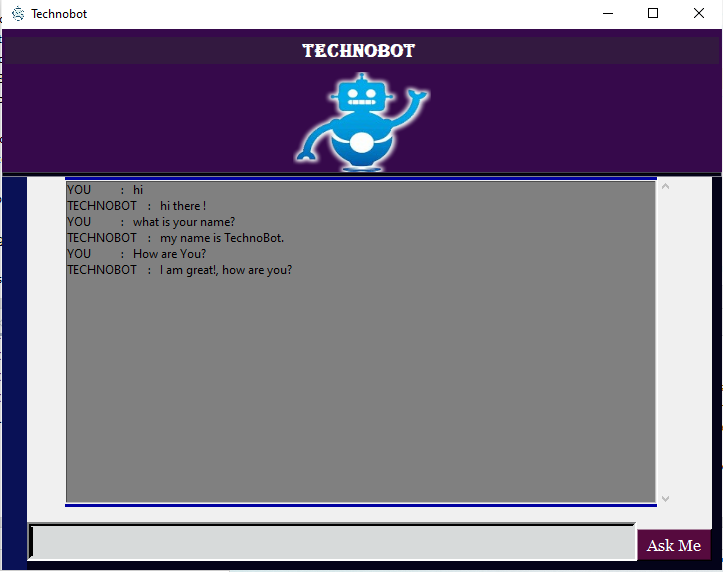 Technobot
TECHNOBOT
YOU : hi
TECHNOBOT : hi there !
YOU : what is your name?
TECHNOBOT : my name is TechnoBot.
YOU : How are You?
TECHNOBOT : I am great!, how are you?
Ask Me